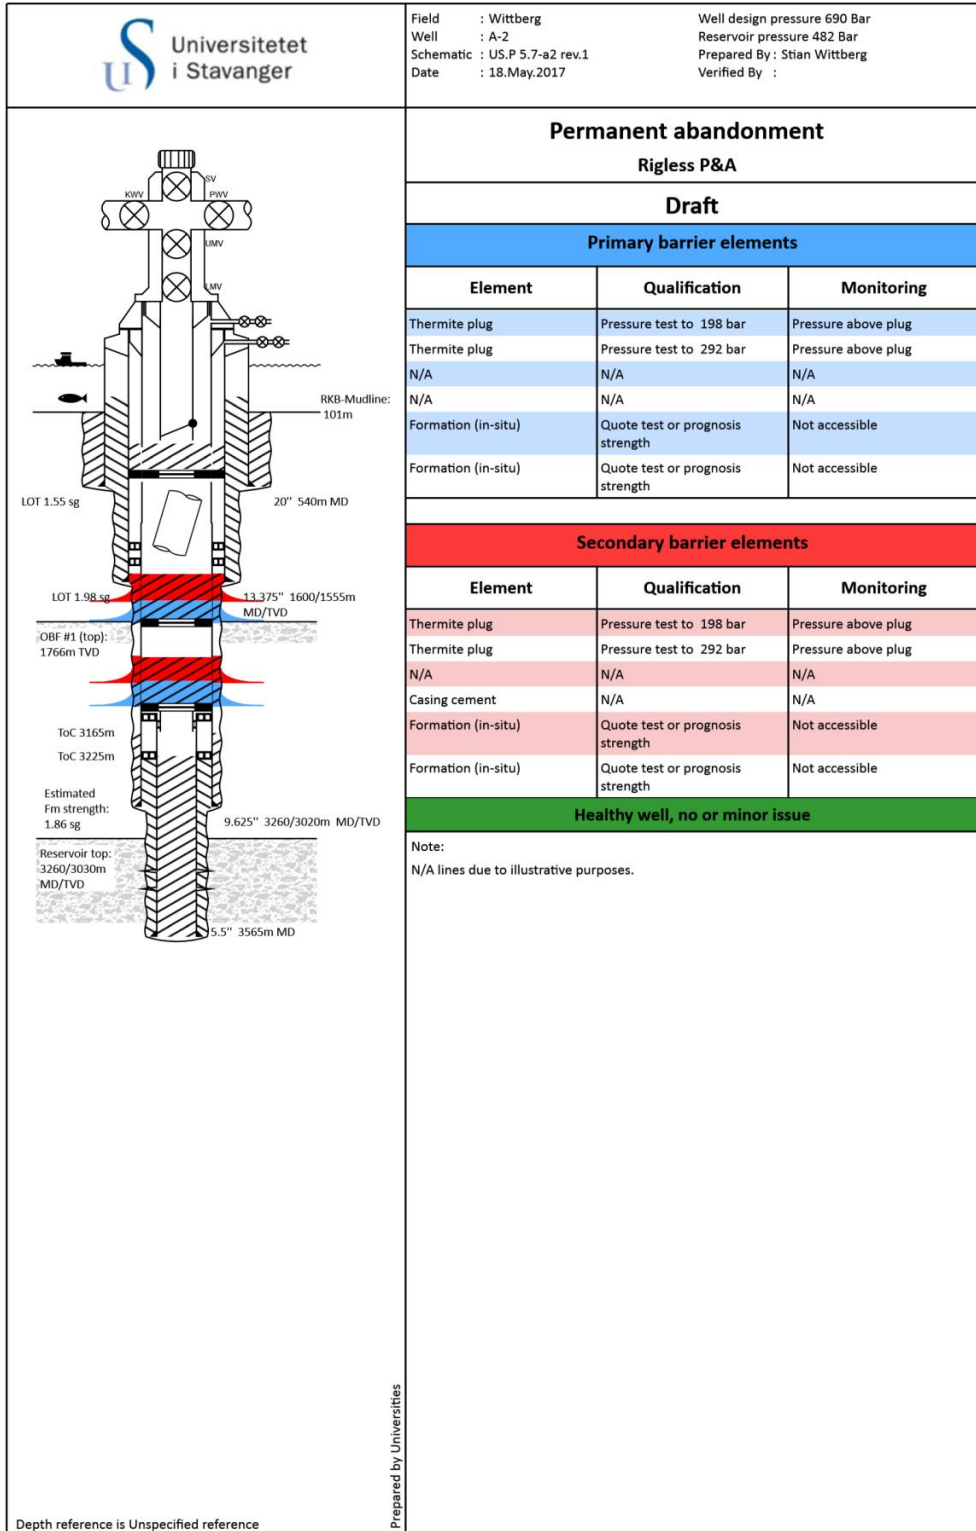 Universitetet
i Stavanger
US
Field : Wittberg
Well : A-2
Schematic : US.P 5.7-a2 rev.1
Date : 18.May.2017
Well design pressure 690 Bar
Reservoir pressure 482 Bar
Prepared By : Stian Wittberg
Verified By :
Permanent abandonment
Rigless P&A
Draft
Primary barrier elements
Element Qualification Monitoring
Thermite plug Pressure test to 198 bar Pressure above plug
Thermite plug Pressure test to 292 bar Pressure above plug
N/A N/A N/A
N/A N/A N/A
Formation (in-situ) Quote test or prognosis Not accessible
strength
Formation (in-situ) Quote test or prognosis Not accessible
strength
Secondary barrier elements
Element Qualification Monitoring
Thermite plug Pressure test to 198 bar Pressure above plug
Thermite plug Pressure test to 292 bar Pressure above plug
N/A N/A N/A
Casing cement N/A N/A
Formation (in-situ) Quote test or prognosis Not accessible
strength
Formation (in-situ) Quote test or prognosis Not accessible
strength
Healthy well, no or minor issue
Note:
N/A lines due to illustrative purposes.
SV
KWV PWV
UMV
LMV
RKB-Mudline:
101m
LOT 1.55 sg 20" 540m MD
LOT 1.98 sg 13.375" 1600/1555m
MD/TVD
OBF #1 (top):
1766m TVD
ToC 3165m
ToC 3225m
Estimated
Fm strength:
1.86 sg
9.625" 3260/3020m MD/TVD
Reservoir top:
3260/3030m
MD/TVD
5.5" 3565m MD
Prepared by Universities
Depth reference is Unspecified reference